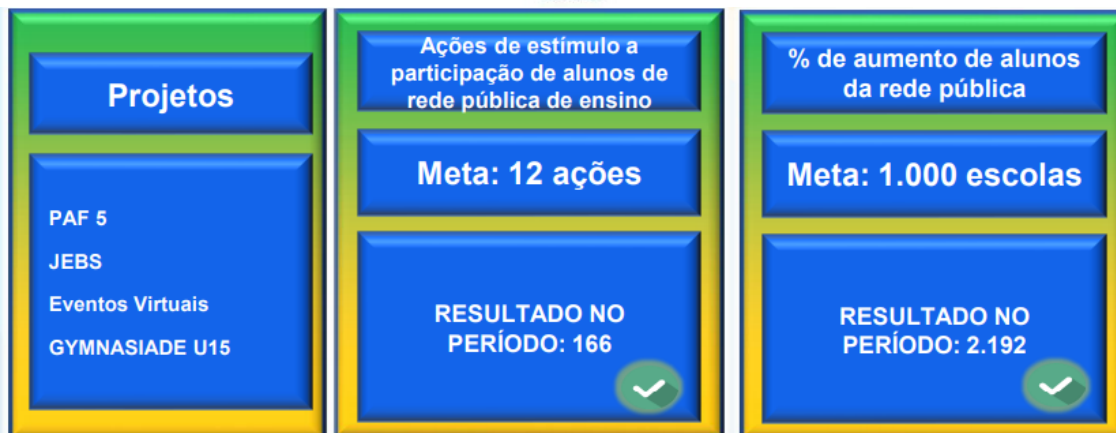 Projetos
PAF 5
JEBS
Eventos Virtuais
GYMNASIADE U15
Ações de estímulo a
participação de alunos de
rede pública de ensino
Meta: 12 ações
RESULTADO NO
PERÍODO: 166
% de aumento de alunos
da rede pública
Meta: 1.000 escolas
RESULTADO NO
PERÍODO: 2.192